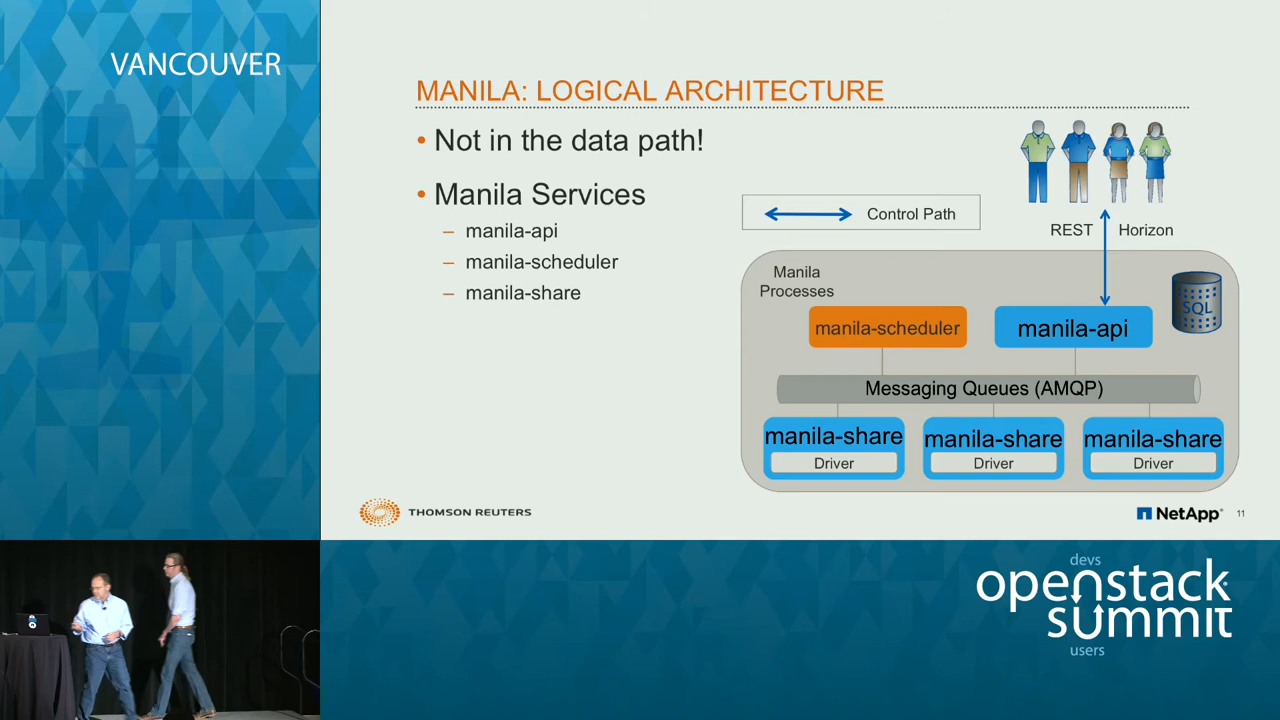 VANCOUVER
MANILA: LOGICAL ARCHITECTURE
• Not in the data path!
• Manila Services
– manila-api
– manila-scheduler
– manila-share
Control Path
REST
Horizon
Manila
Processes
SQL
manila-scheduler
manila-api
Messaging Queues (AMQP)
manila-share
Driver
manila-share
Driver
manila-share
Driver
THOMSON REUTERS
NetApp
11
devs
openstack
summit
users